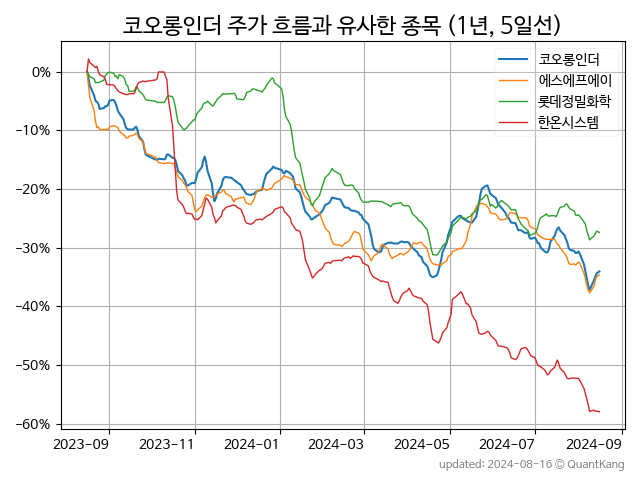 코오롱인더 주가 흐름과 유사한 종목 (1년, 5일선)
코오롱인더
에스에프에이
롯데정밀화학
한온시스템
0%
−10%
−20%
−30%
−40%
−50%
−60%
2023-09 2023-11 2024-01 2024-03 2024-05 2024-07 2024-09
updated: 2024-08-16 © QuantKang